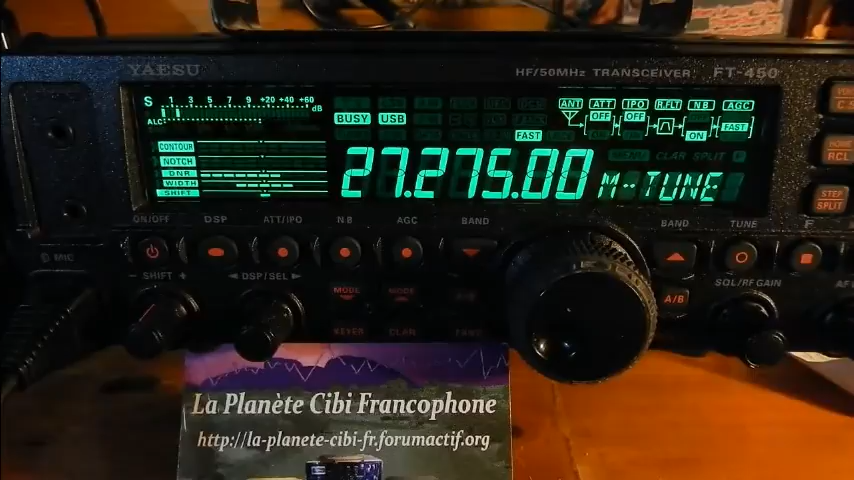 YAESU
HF/50MHz TRANSCEIVER FT-450
S 1 3 5 7 9 +20 +40 +60 dB
ALC
BUSY USB
FAST
ANT ATT IPO R.FLT N B AGC
OFF OFF ON FAST
CONTOUR
NOTCH
DNR
WIDTH
SHIFT
27.275.00 M-TUNE
CLAR SPLIT
HOME
RCL
STEP
SPLIT
ON/OFF DSP ATT/IPO N.B AGC BAND BAND TUNE F
MIC
- SHIFT + ◄DSP/SEL►
MODE MODE
A/B
SQL/RF GAIN AF
KEYER CLAR
La Planète Cibi Francophone
http://la-planete-cibi-fr.forumactif.org